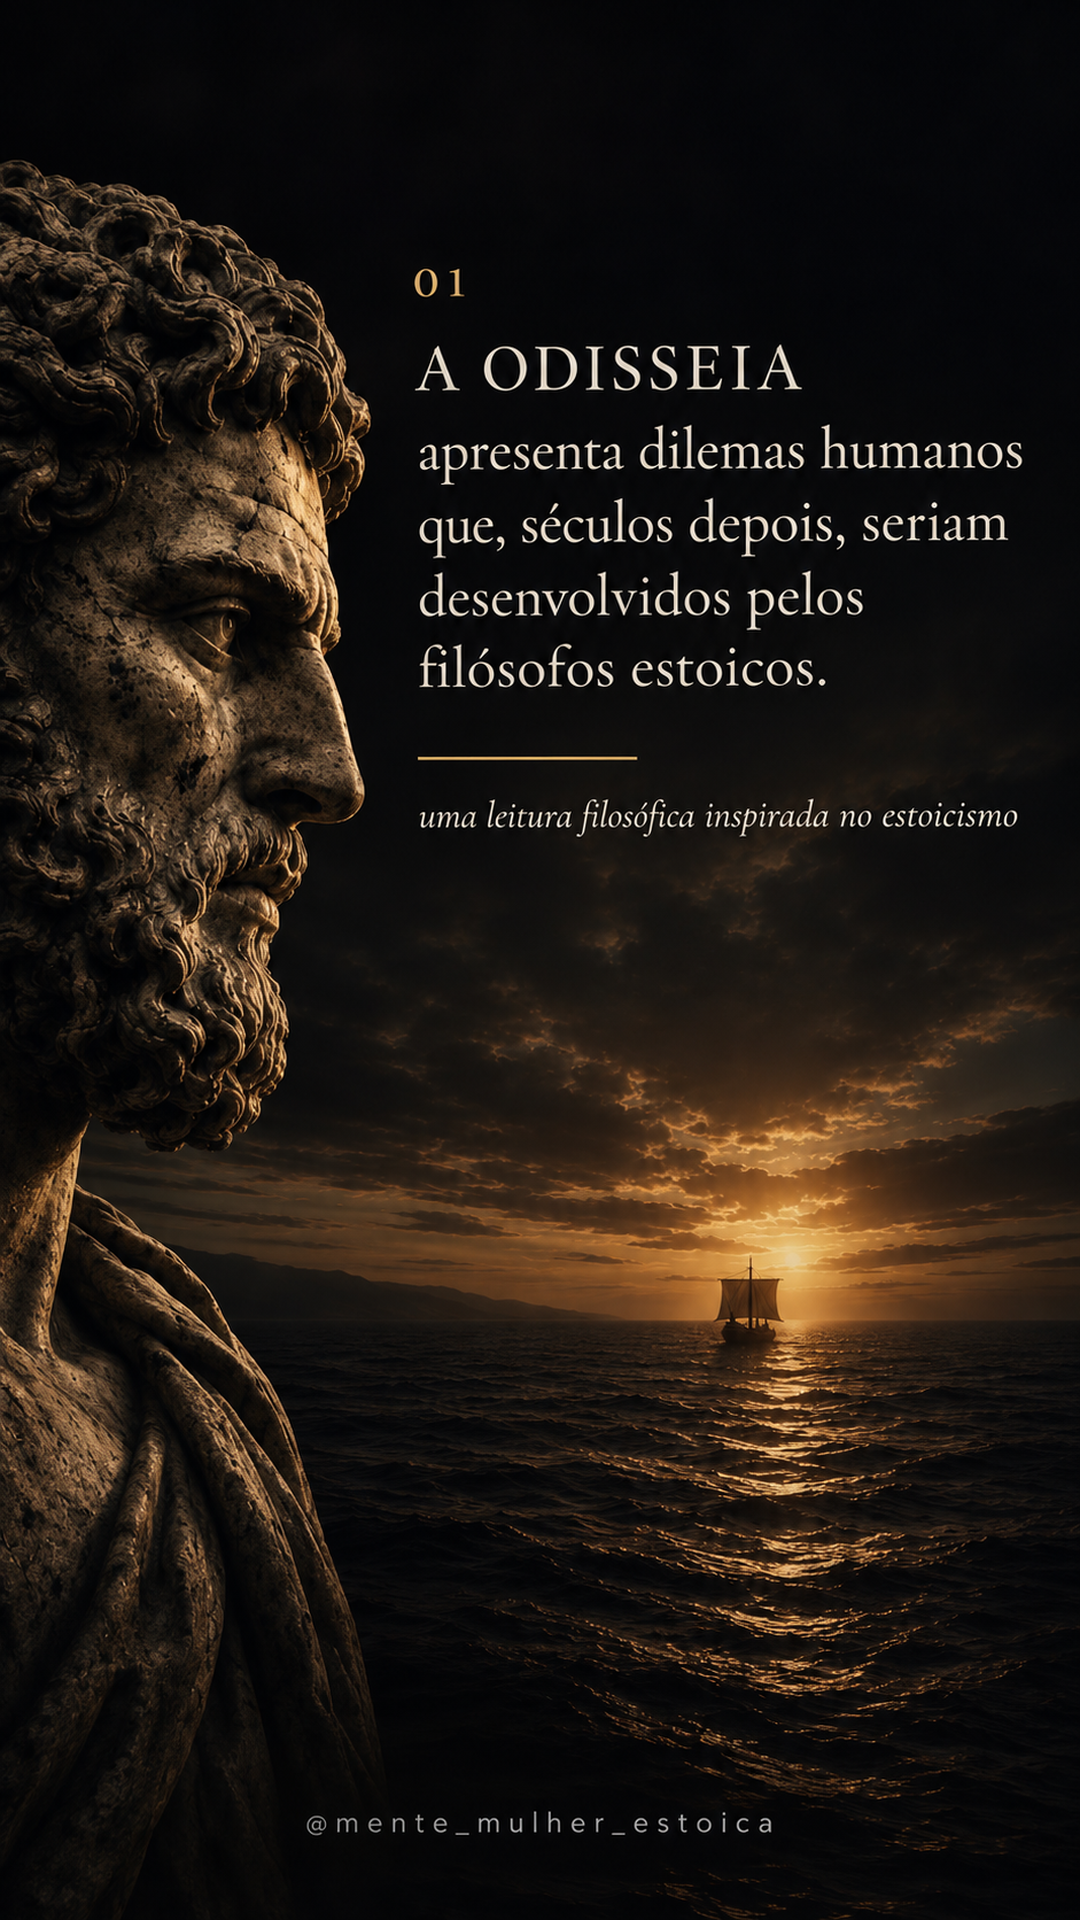 01
A ODISSEIA
apresenta dilemas humanos
que, séculos depois, seriam
desenvolvidos pelos
filósofos estoicos.
uma leitura filosófica inspirada no estoicismo
@mente_mulher_estoica